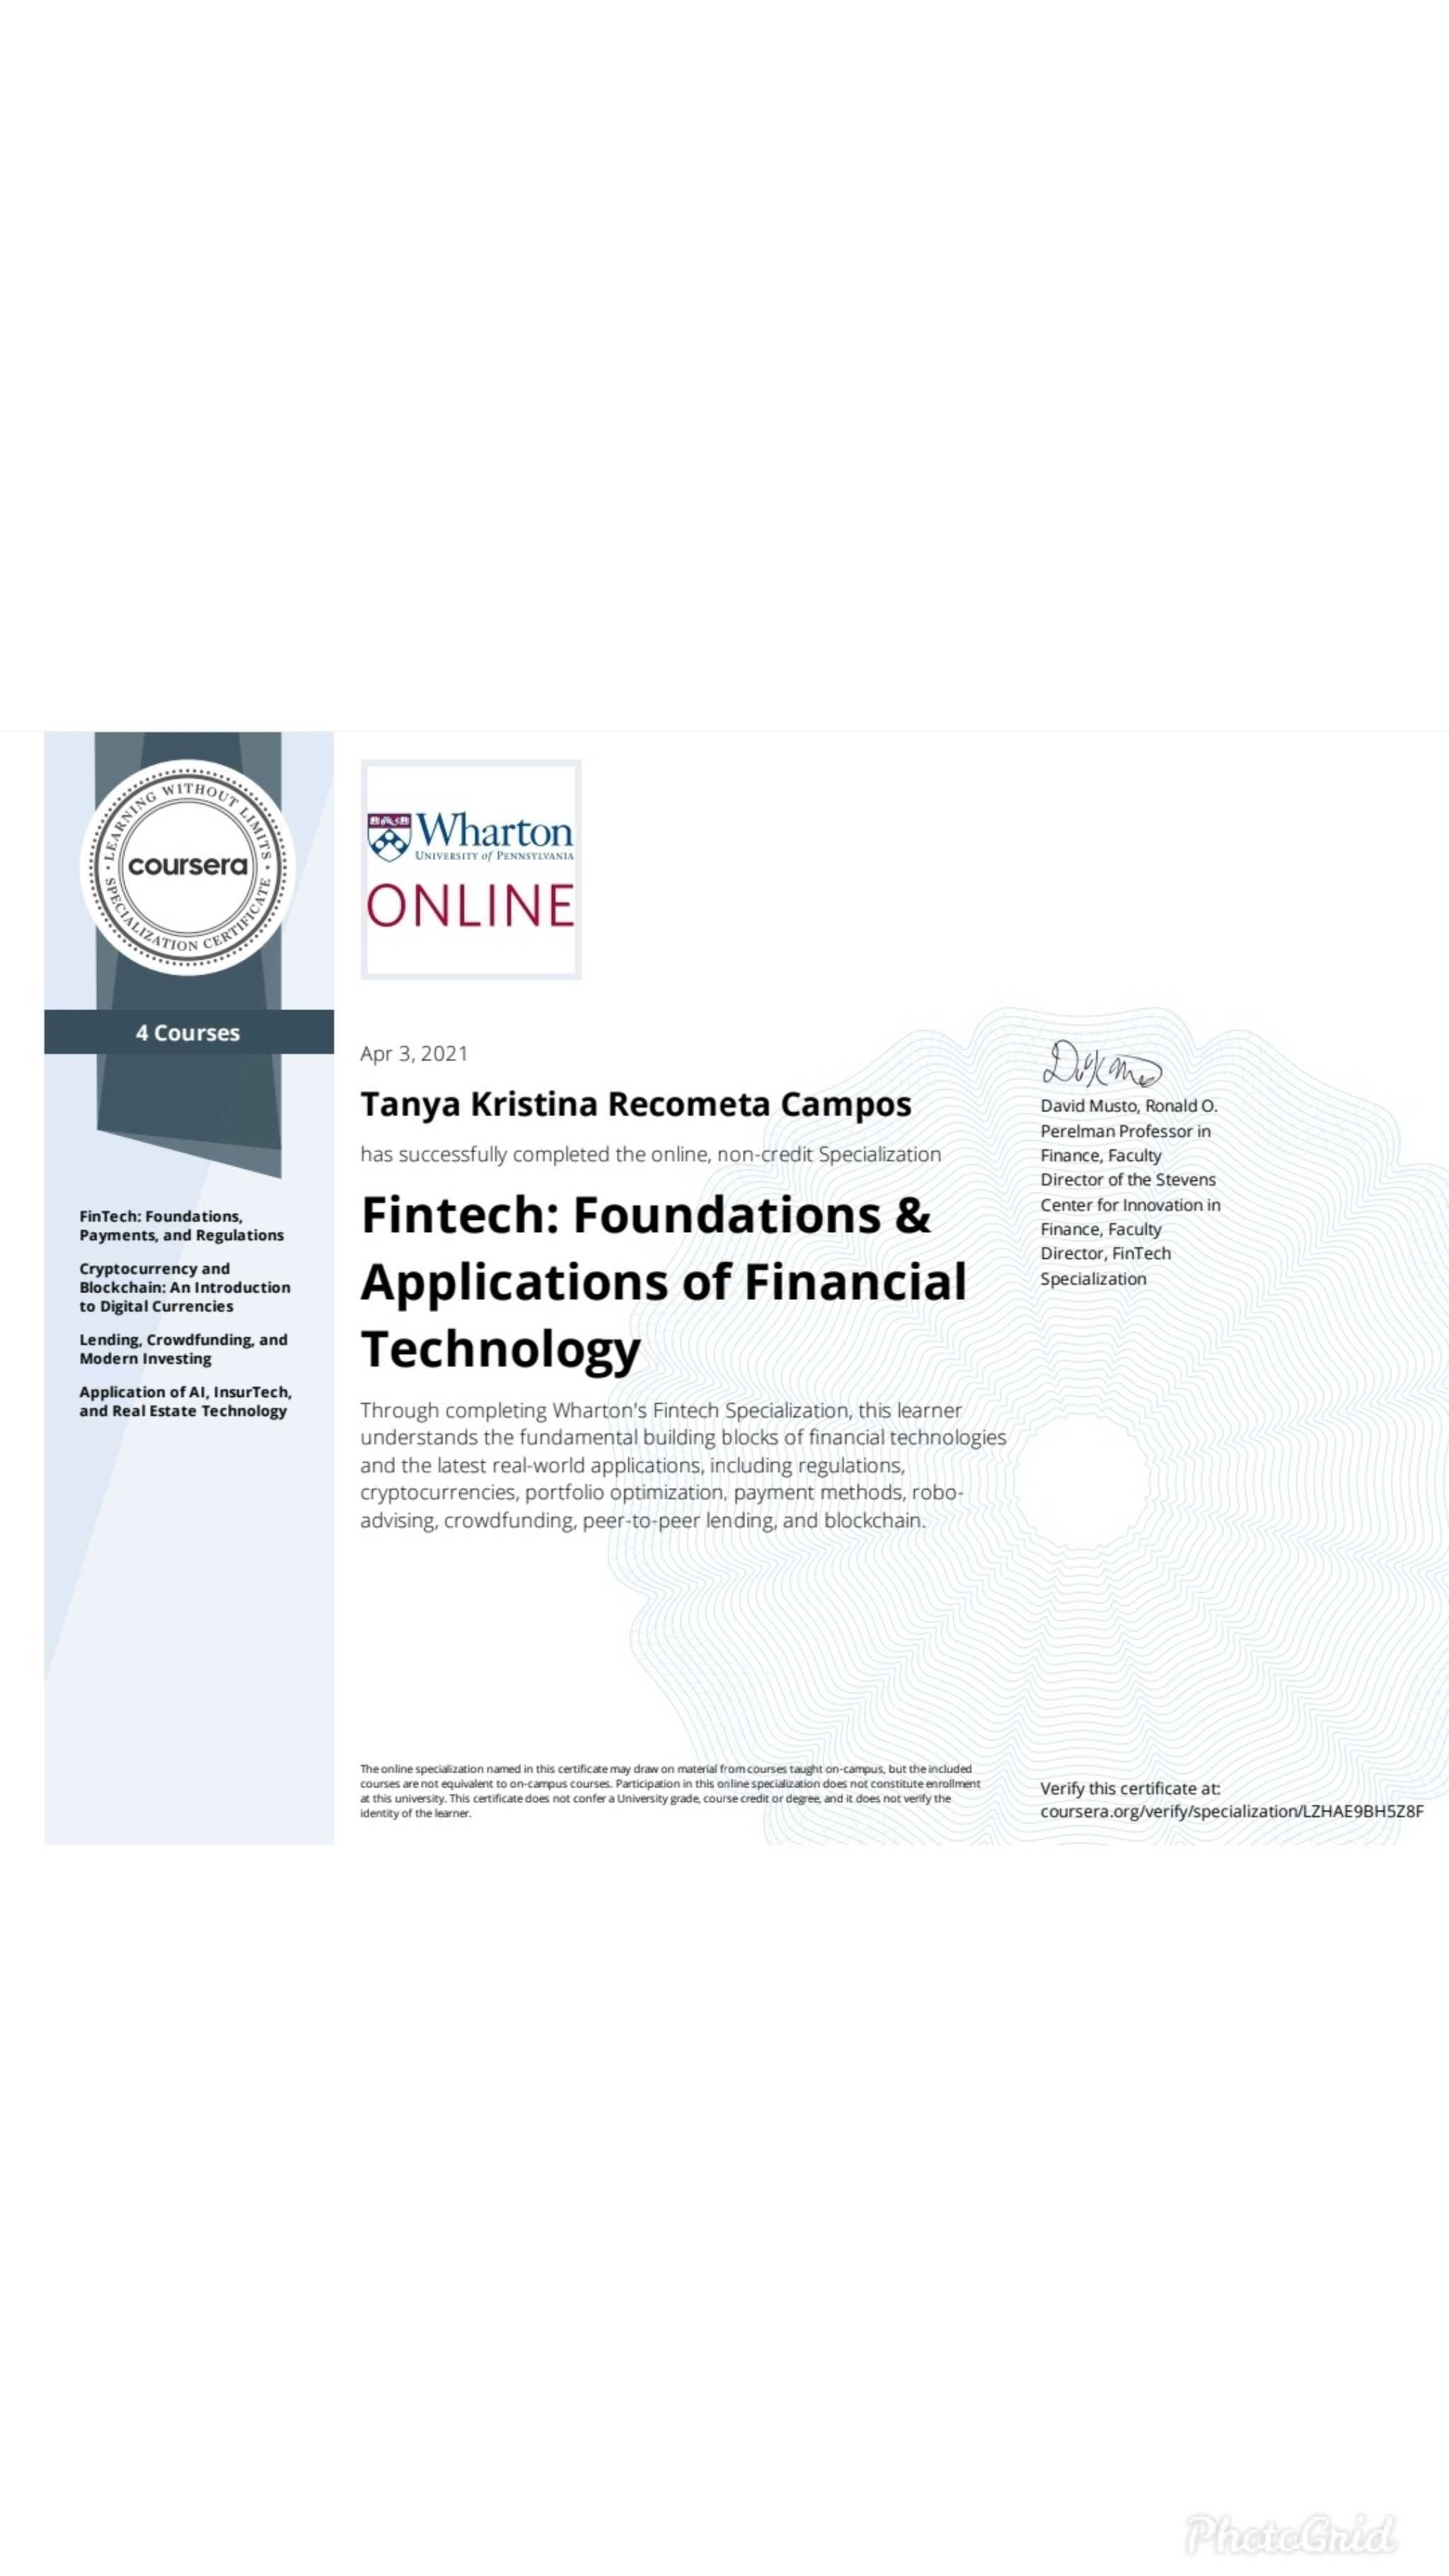 LEARNING WITHOUT LIMITS
coursera
SPECIALIZATION CERTIFICATE
4 Courses
FinTech: Foundations,
Payments, and Regulations
Cryptocurrency and
Blockchain: An Introduction
to Digital Currencies
Lending, Crowdfunding, and
Modern Investing
Application of AI, InsurTech,
and Real Estate Technology
Wharton
UNIVERSITY of PENNSYLVANIA
ONLINE
Apr 3, 2021
Tanya Kristina Recometa Campos
has successfully completed the online, non-credit Specialization
Fintech: Foundations &
Applications of Financial
Technology
Through completing Wharton's Fintech Specialization, this learner
understands the fundamental building blocks of financial technologies
and the latest real-world applications, including regulations,
cryptocurrencies, portfolio optimization, payment methods, robo-
advising, crowdfunding, peer-to-peer lending, and blockchain.
David Musto, Ronald O.
Perelman Professor in
Finance, Faculty
Director of the Stevens
Center for Innovation in
Finance, Faculty
Director, FinTech
Specialization
The online specialization named in this certificate may draw on material from courses taught on-campus, but the included
courses are not equivalent to on-campus courses. Participation in this online specialization does not constitute enrollment
at this university. This certificate does not confer a University grade, course credit or degree, and it does not verify the
identity of the learner.
Verify this certificate at:
coursera.org/verify/specialization/LZHAE9BH5Z8F
PhotoGrid